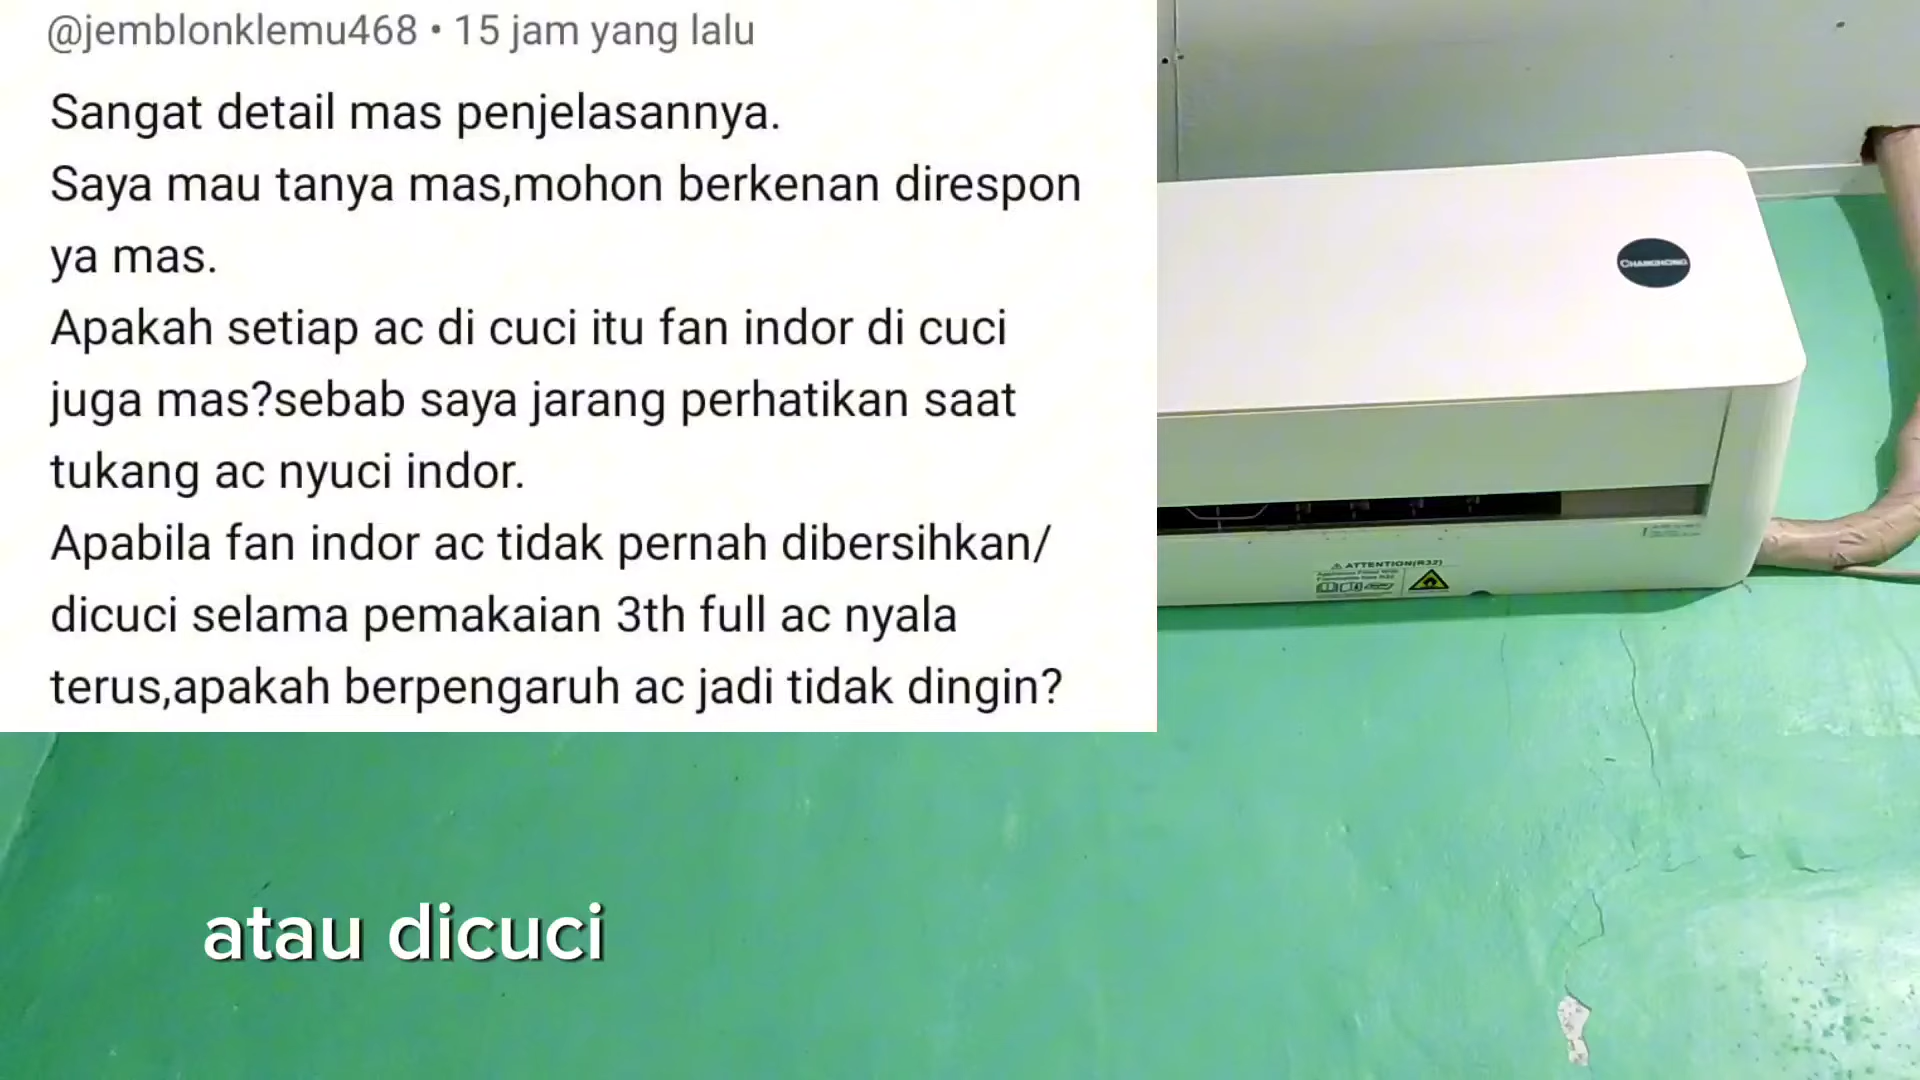 @jemblonklemu468 • 15 jam yang lalu
Sangat detail mas penjelasannya.
Saya mau tanya mas,mohon berkenan direspon
ya mas.
Apakah setiap ac di cuci itu fan indor di cuci
juga mas?sebab saya jarang perhatikan saat
tukang ac nyuci indor.
Apabila fan indor ac tidak pernah dibersihkan/
dicuci selama pemakaian 3th full ac nyala
terus,apakah berpengaruh ac jadi tidak dingin?
CHANGHONG
ATTENTION(R32)
atau dicuci